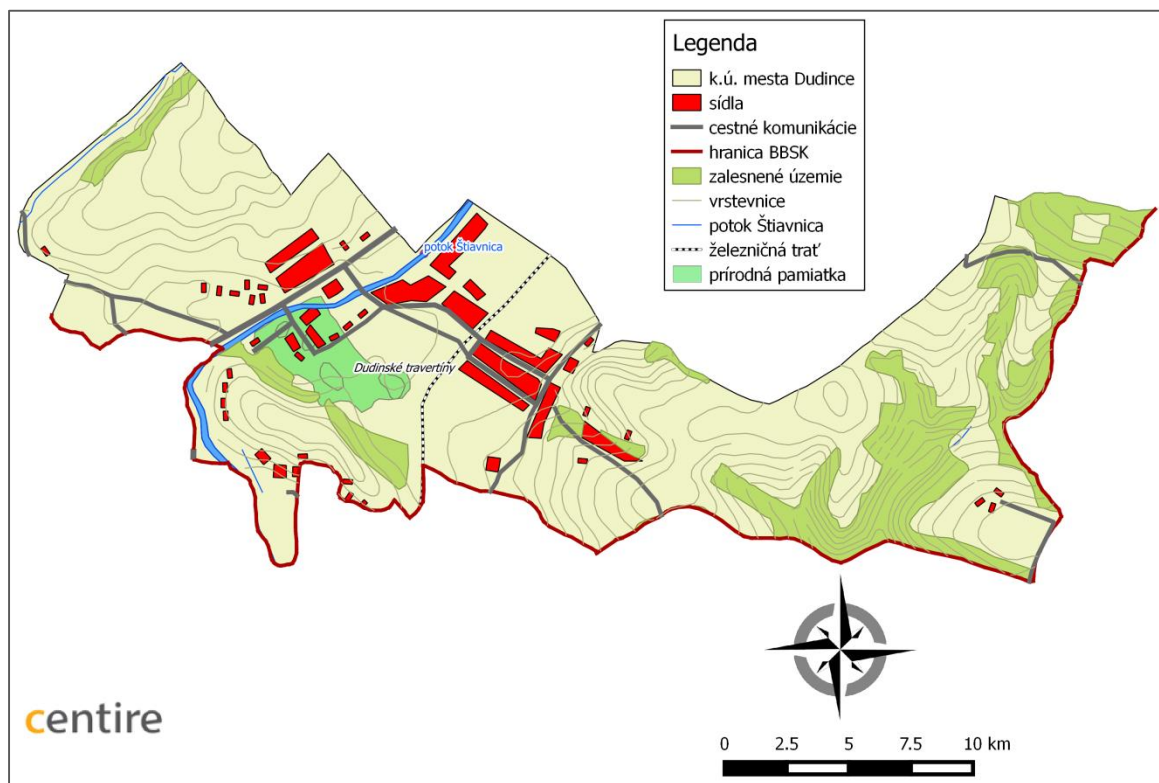 Legenda
k.ú. mesta Dudince
sídla
cestné komunikácie
hranica BBSK
zalesnené územie
vrstevnice
potok Štiavnica
železničná trať
prírodná pamiatka
potok Štiavnica
Dudinské travertíny
centire
0 2.5 5 7.5 10 km